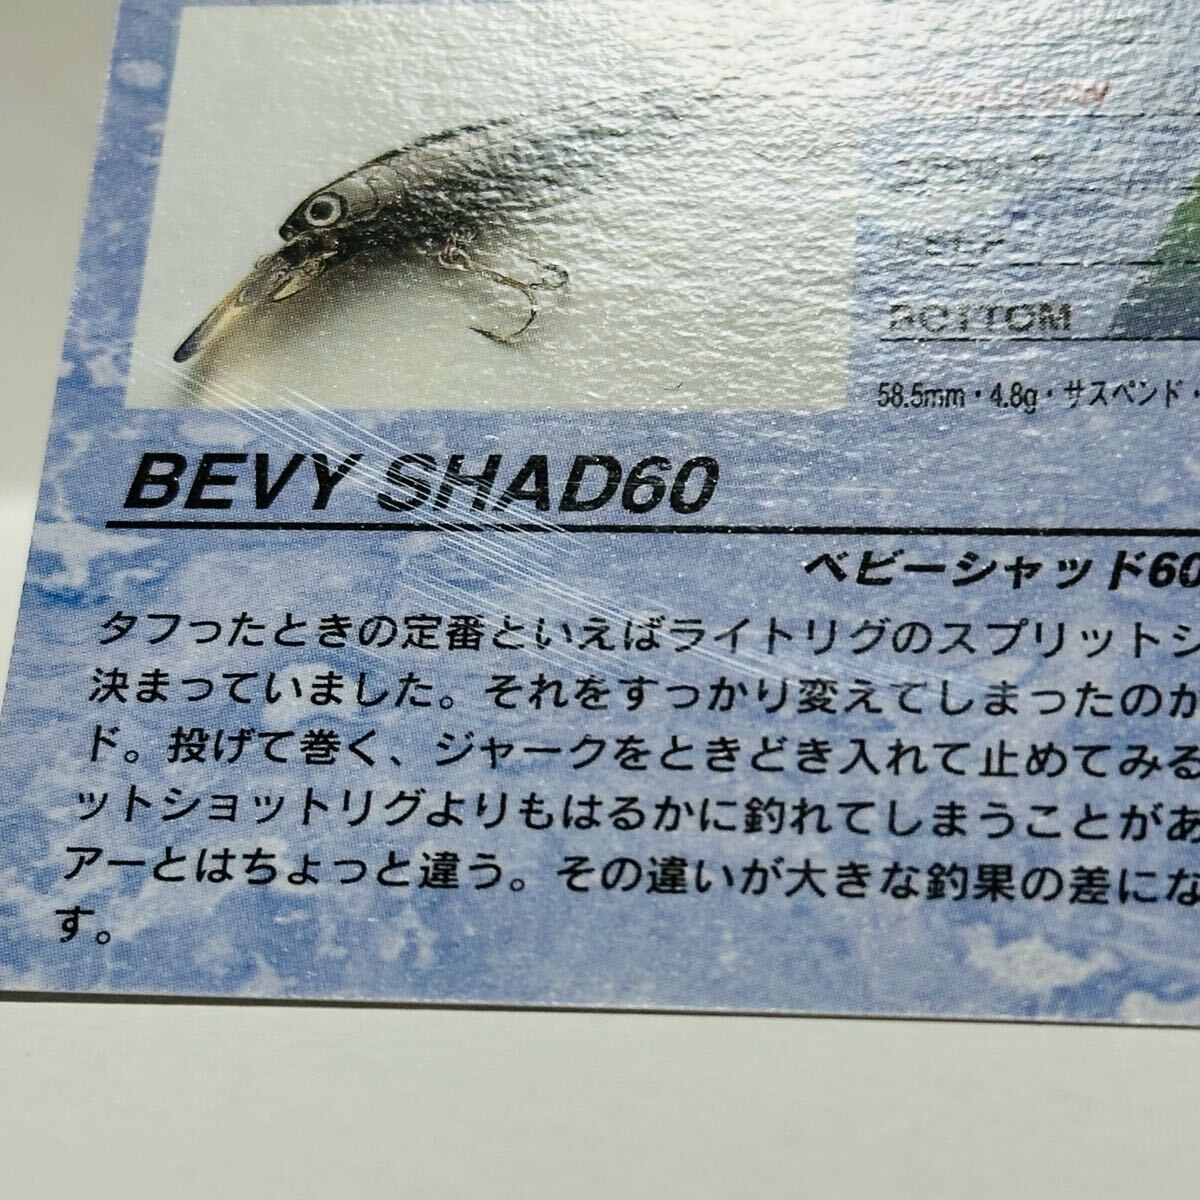 BOTTOM
58.5mm・4.8g・サスペンド・
BEVY SHAD60
ベビーシャッド60
タフったときの定番といえばライトリグのスプリットシ
決まっていました。それをすっかり変えてしまったのが
ド。投げて巻く、ジャークをときどき入れて止めてみる
ットショットリグよりもはるかに釣れてしまうことがあ
アーとはちょっと違う。その違いが大きな釣果の差にな
す。